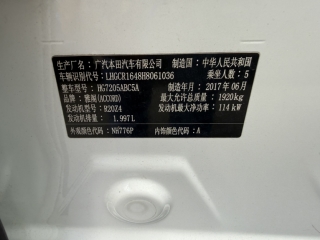 生产厂名：广汽本田汽车有限公司 制造国：中华人民共和国
车辆识别代号：LHGCR1648H8061036 乘坐人数：5
整车型号：HG7205ABC5A 制造年月：2017年06月
品牌：雅阁(ACCORD) 最大允许总质量：1920kg
发动机型号：R20Z4 发动机最大净功率：114kW
发动机排量：1.997L
外观颜色代号：NH776P 内饰颜色代号：A